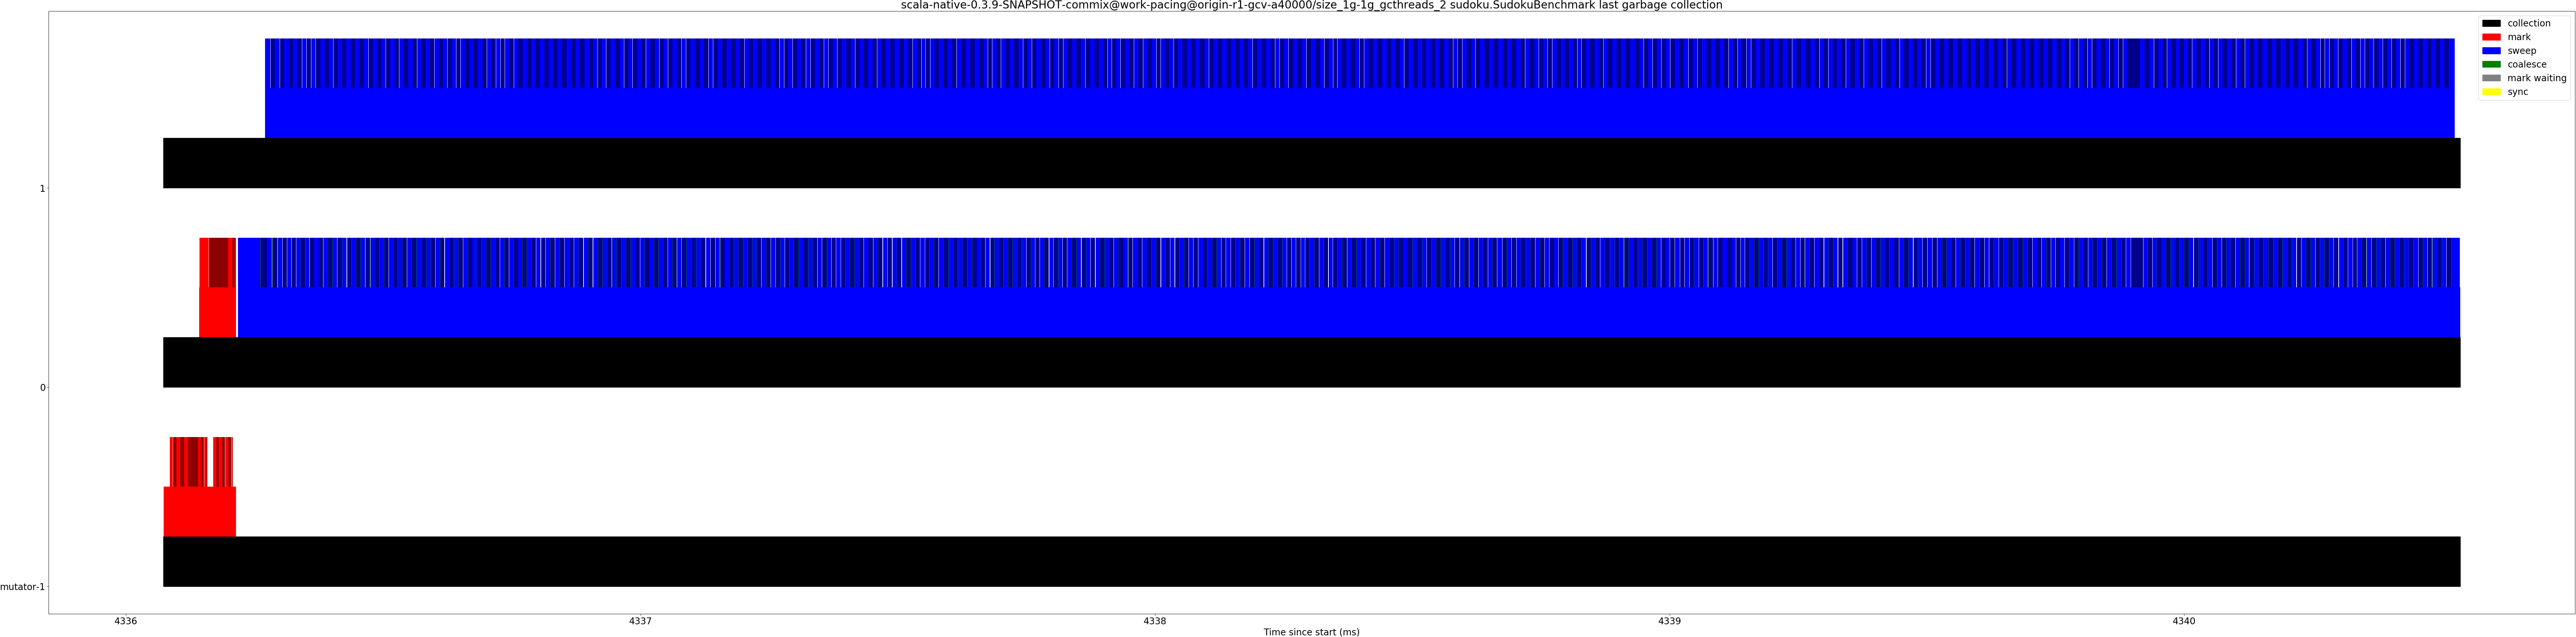 scala-native-0.3.9-SNAPSHOT-commix@work-pacing@origin-r1-gcv-a40000/size_1g-1g_gcthreads_2 sudoku.SudokuBenchmark last garbage collection
collection
mark
sweep
coalesce
mark waiting
sync
1
0
mutator-1
4336 4337 4338 4339 4340
Time since start (ms)